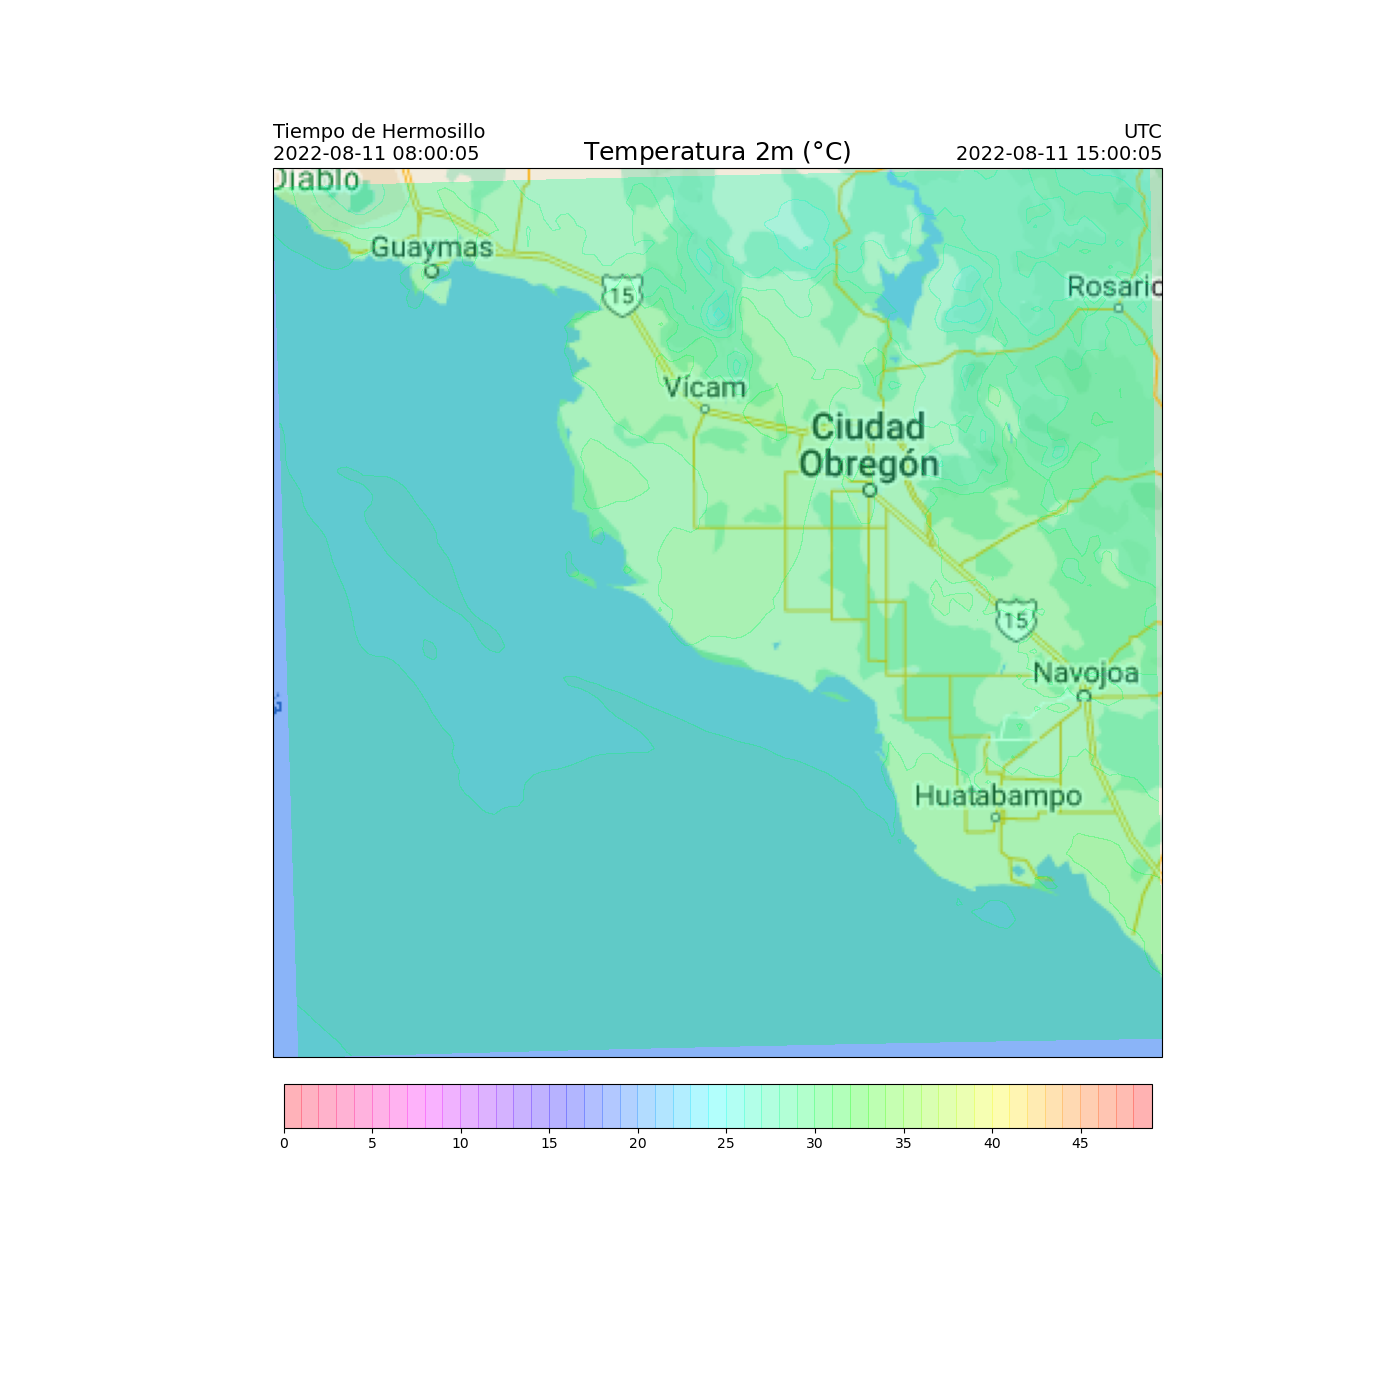 Tiempo de Hermosillo
UTC
2022-08-11 08:00:05
Temperatura 2m (°C)
2022-08-11 15:00:05
Diablo
Guaymas
15
Rosario
Vícam
Ciudad
Obregón
15
Navojoa
Huatabampo
0 5 10 15 20 25 30 35 40 45